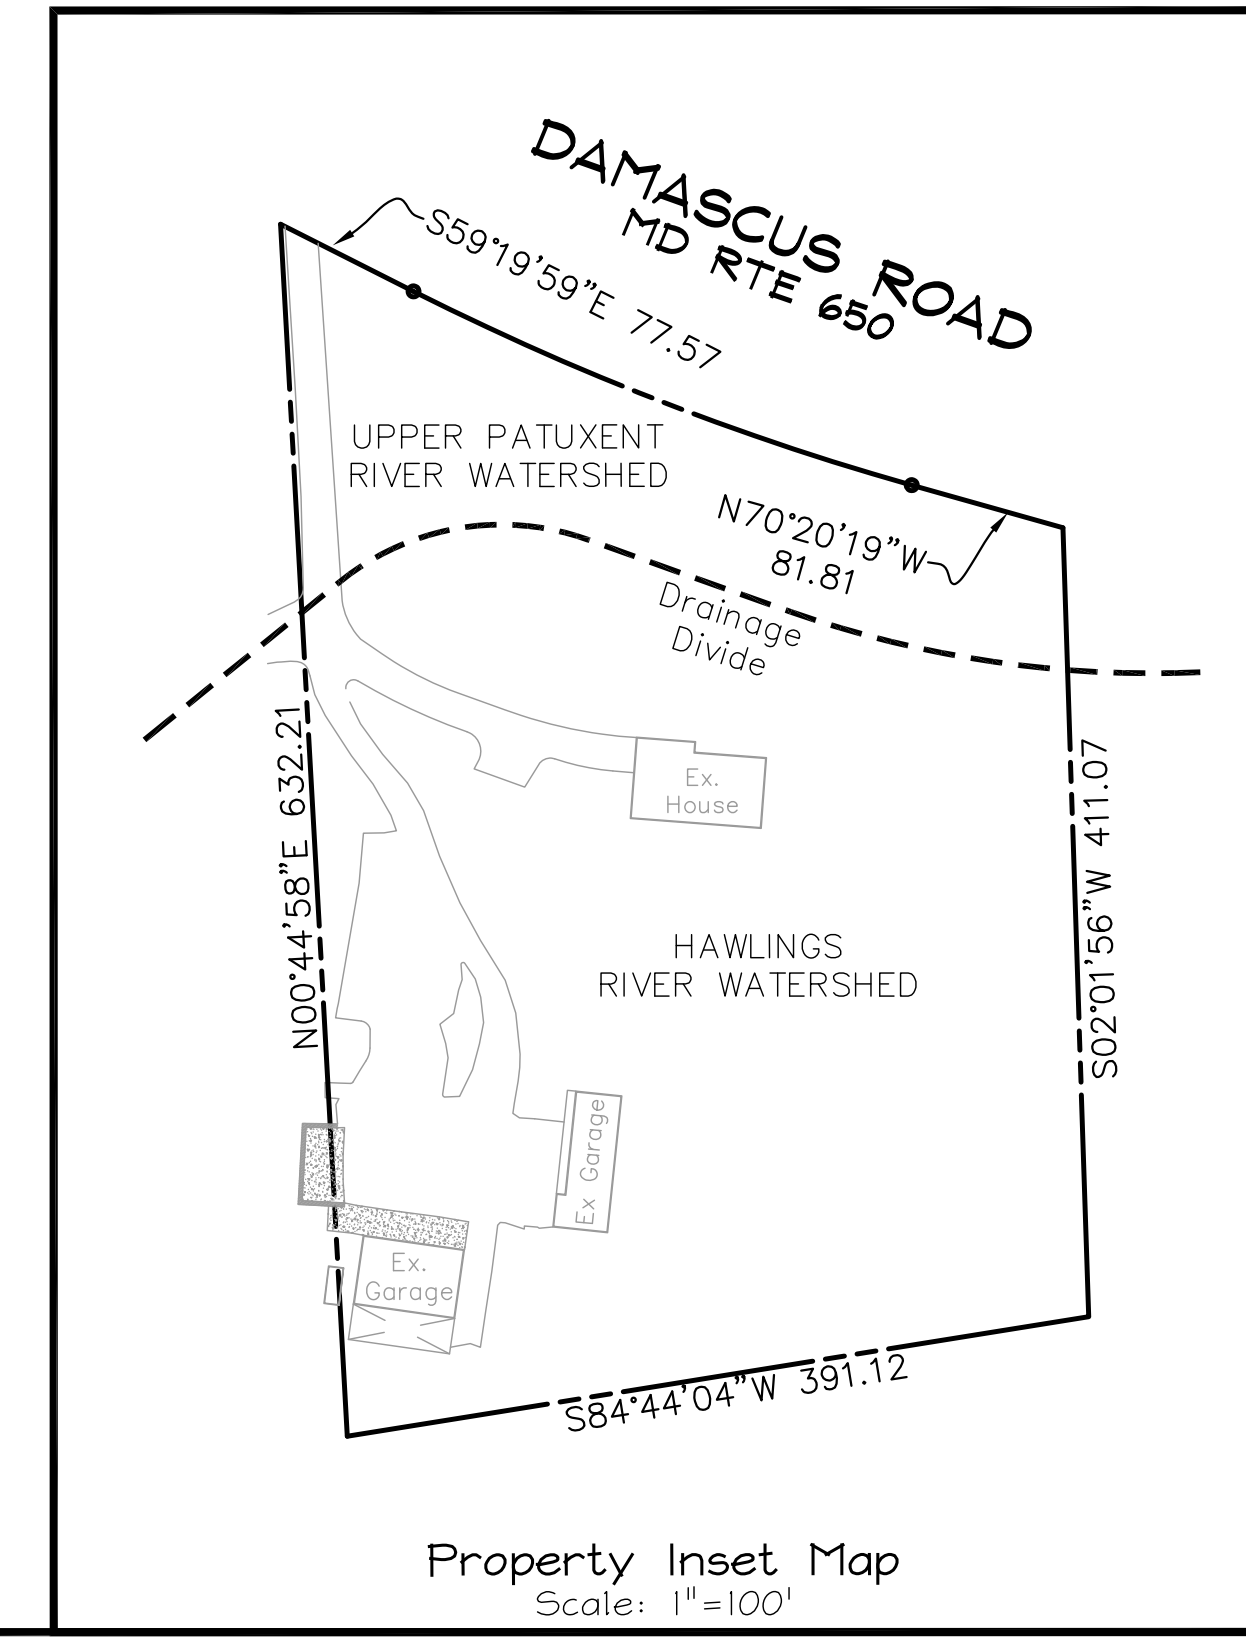 DAMASCUS ROAD
MD RTE 650
S59°19'59"E 77.57
UPPER PATUXENT
RIVER WATERSHED
N70°20'19"W
81.81
Drainage
Divide
N00°44'58"E 632.21
Ex.
House
S02°01'56"W 411.07
HAWLINGS
RIVER WATERSHED
Ex Garage
Ex.
Garage
S84°44'04"W 391.12
Property Inset Map
Scale: 1"=100'